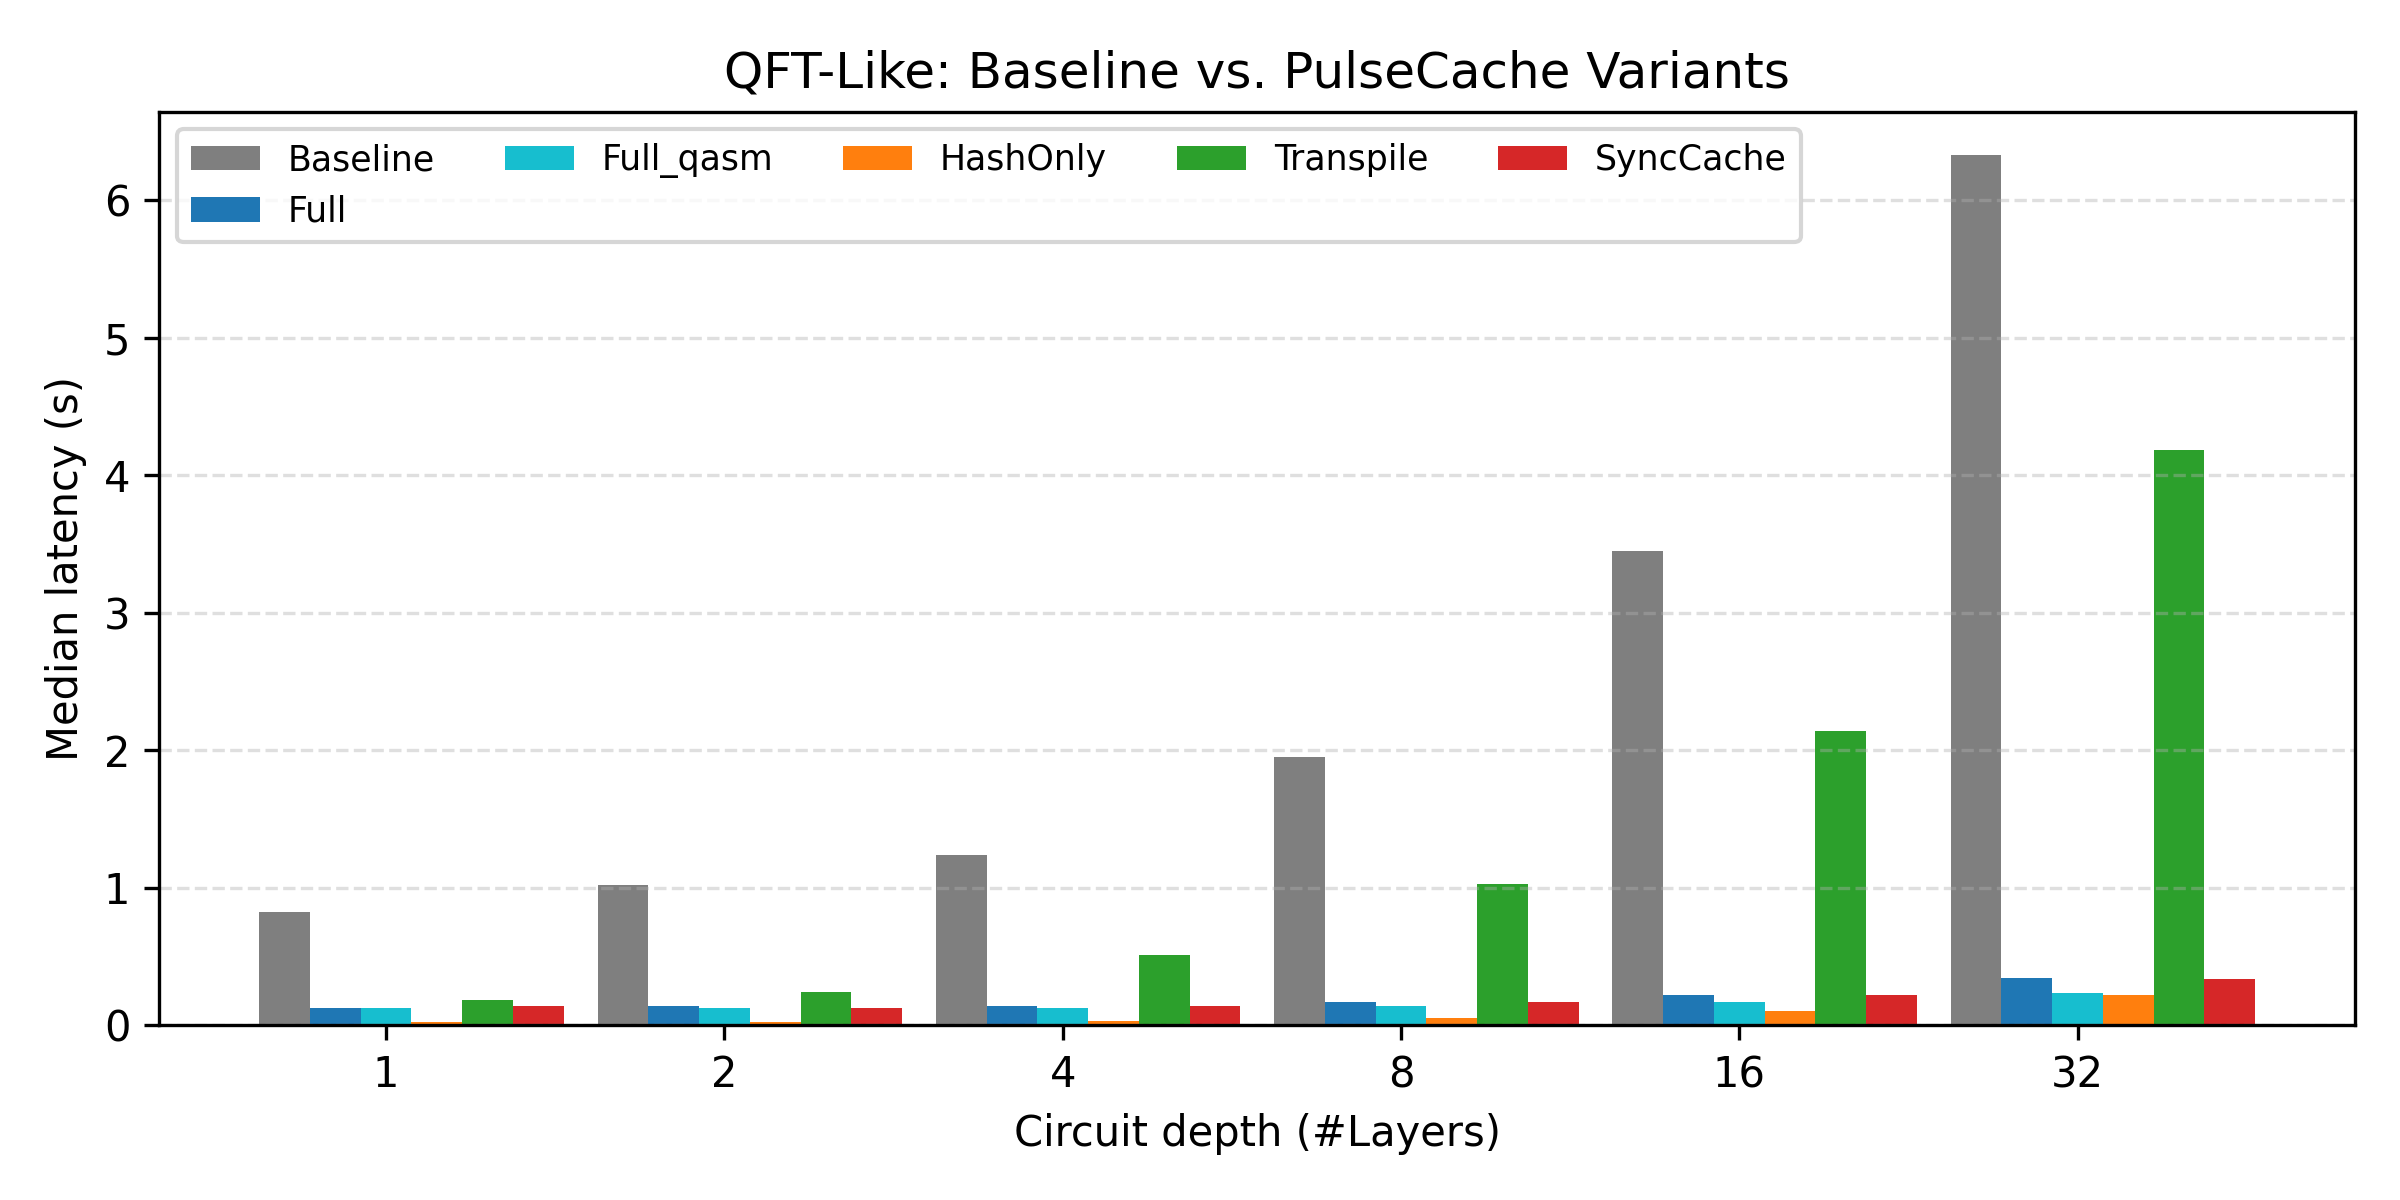 QFT-Like: Baseline vs. PulseCache Variants
Baseline Full_qasm HashOnly Transpile SyncCache
Full
Median latency (s)
6
5
4
3
2
1
0
1 2 4 8 16 32
Circuit depth (#Layers)